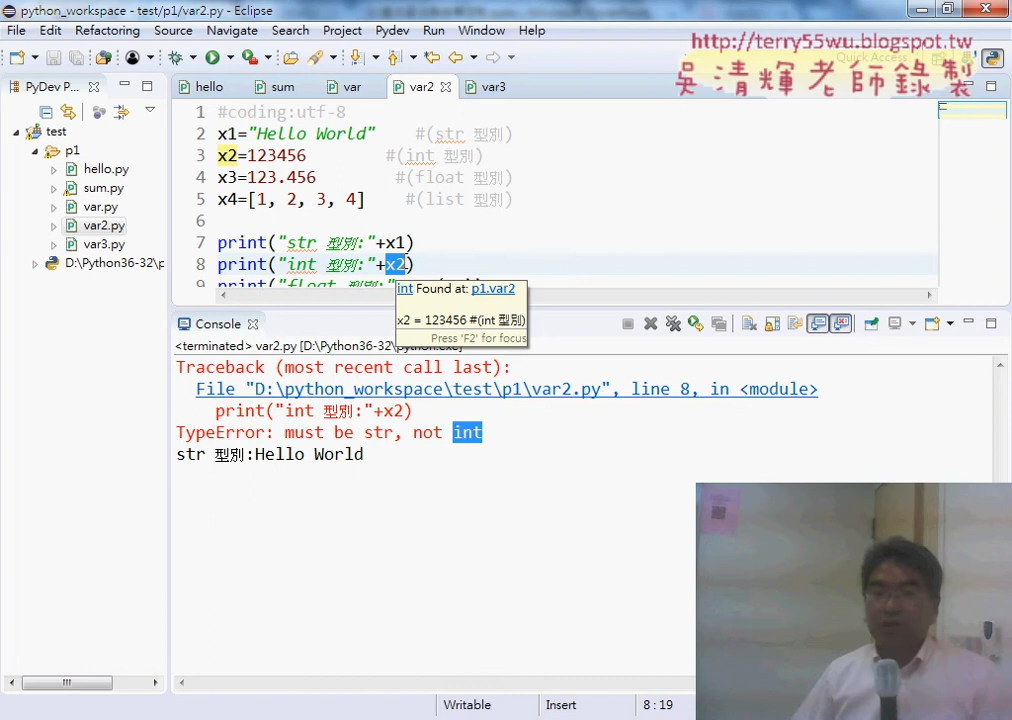 python_workspace - test/p1/var2.py - Eclipse
File Edit Refactoring Source Navigate Search Project Pydev Run Window Help
http://terry55wu.blogspot.tw
Quick Access
吳清輝老師錄製
PyDev P...
hello sum var var2 var3
test
p1
hello.py
sum.py
var.py
var2.py
var3.py
D:\Python36-32\p
1 #coding:utf-8
2 x1="Hello World" #(str 型別)
3 x2=123456 #(int 型別)
4 x3=123.456 #(float 型別)
5 x4=[1, 2, 3, 4] #(list 型別)
6
7 print("str 型別:"+x1)
8 print("int 型別:"+x2)
9 print("float 型別:"
int Found at: p1.var2
x2 = 123456 #(int 型別)
Press 'F2' for focus
Console
<terminated> var2.py [D:\Python36-32\python.exe]
Traceback (most recent call last):
File "D:\python_workspace\test\p1\var2.py", line 8, in <module>
print("int 型別:"+x2)
TypeError: must be str, not int
str 型別:Hello World
Writable Insert 8:19